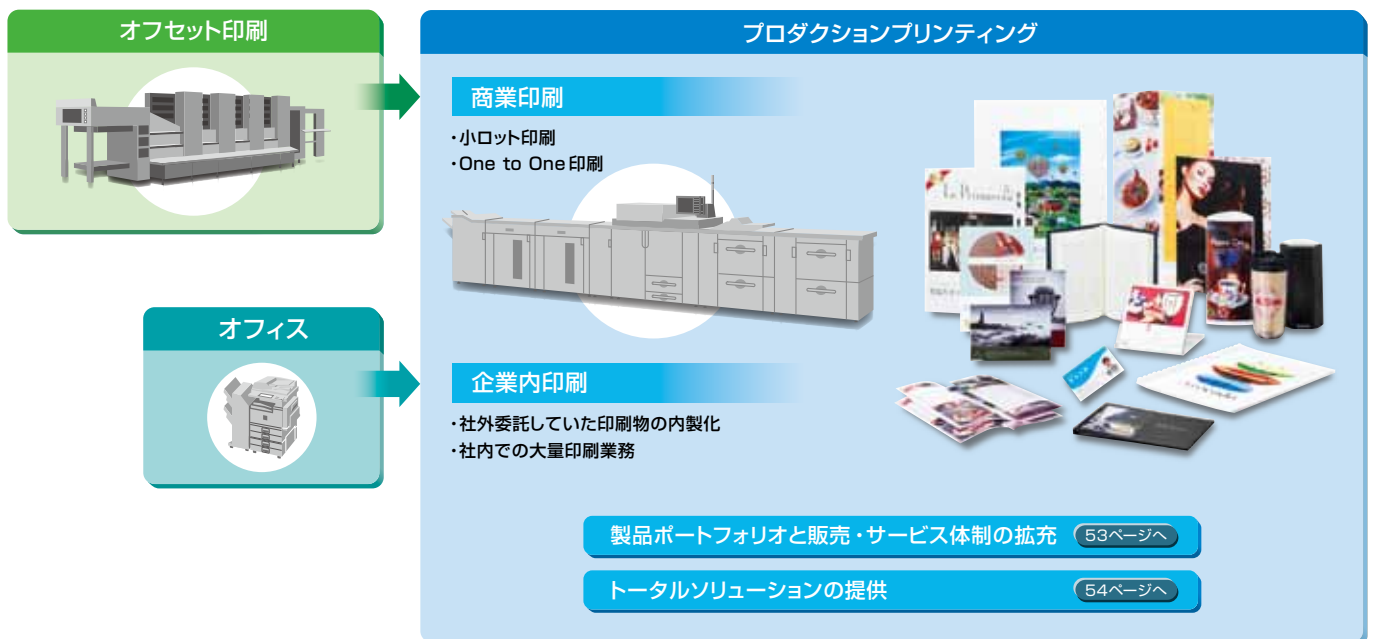 オフセット印刷
プロダクションプリンティング
商業印刷
・小ロット印刷
・One to One印刷
オフィス
企業内印刷
・社外委託していた印刷物の内製化
・社内での大量印刷業務
製品ポートフォリオと販売・サービス体制の拡充 53ページへ
トータルソリューションの提供 54ページへ